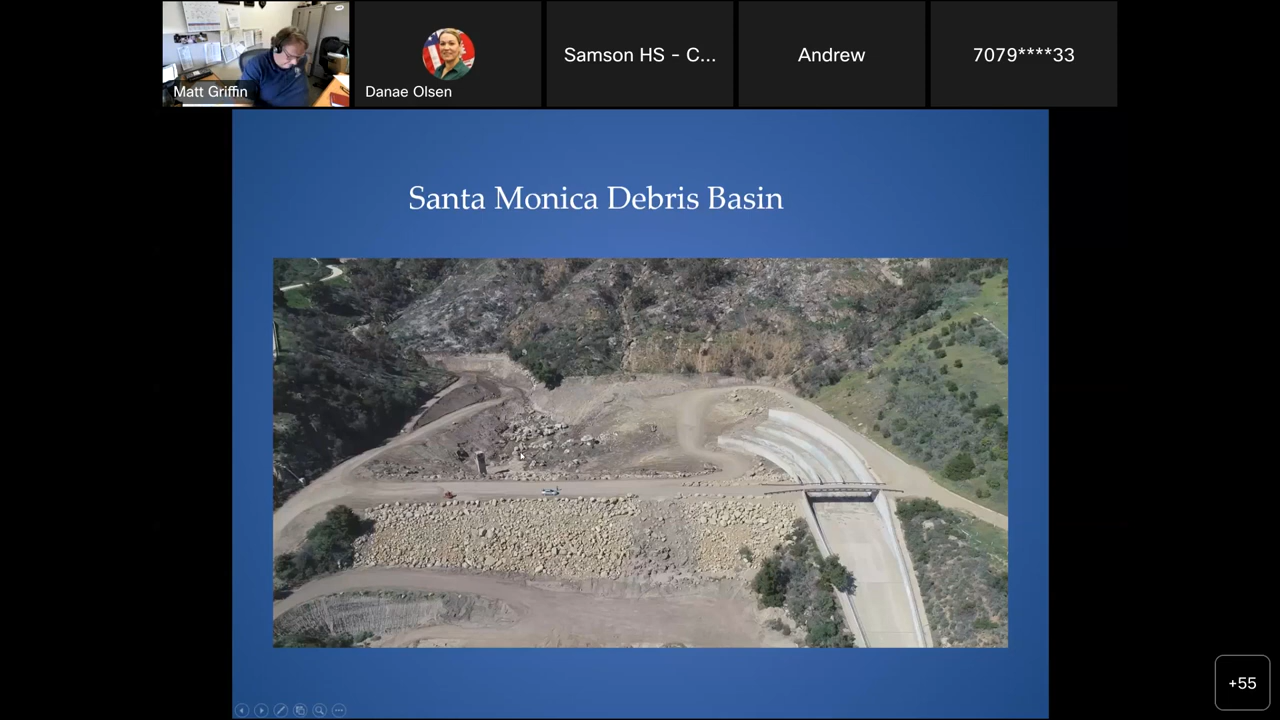 Matt Griffin
Danae Olsen
Samson HS - C...
Andrew
7079****33
Santa Monica Debris Basin
+55